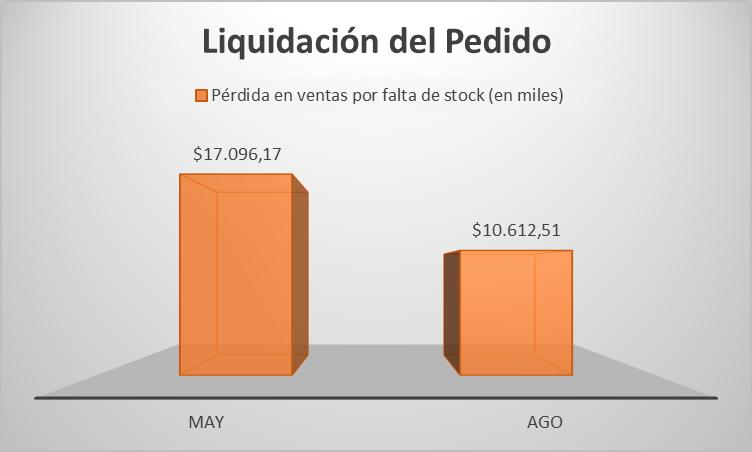 Liquidación del Pedido
Pérdida en ventas por falta de stock (en miles)
$17.096,17
$10.612,51
MAY
AGO